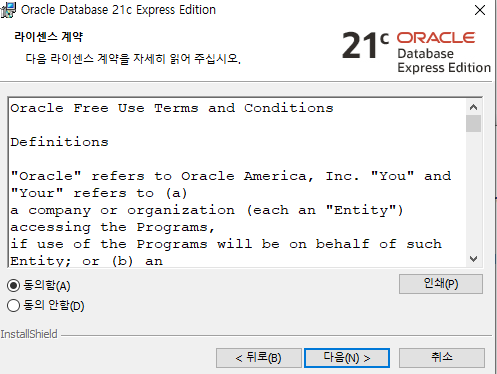 Oracle Database 21c Express Edition
라이센스 계약
다음 라이센스 계약을 자세히 읽어 주십시오.
21c ORACLE
Database
Express Edition
Oracle Free Use Terms and Conditions
Definitions
"Oracle" refers to Oracle America, Inc. "You" and
"Your" refers to (a)
a company or organization (each an "Entity")
accessing the Programs,
if use of the Programs will be on behalf of such
Entity; or (b) an
동의함(A)
인쇄(P)
동의 안함(D)
InstallShield
< 뒤로(B)
다음(N) >
취소